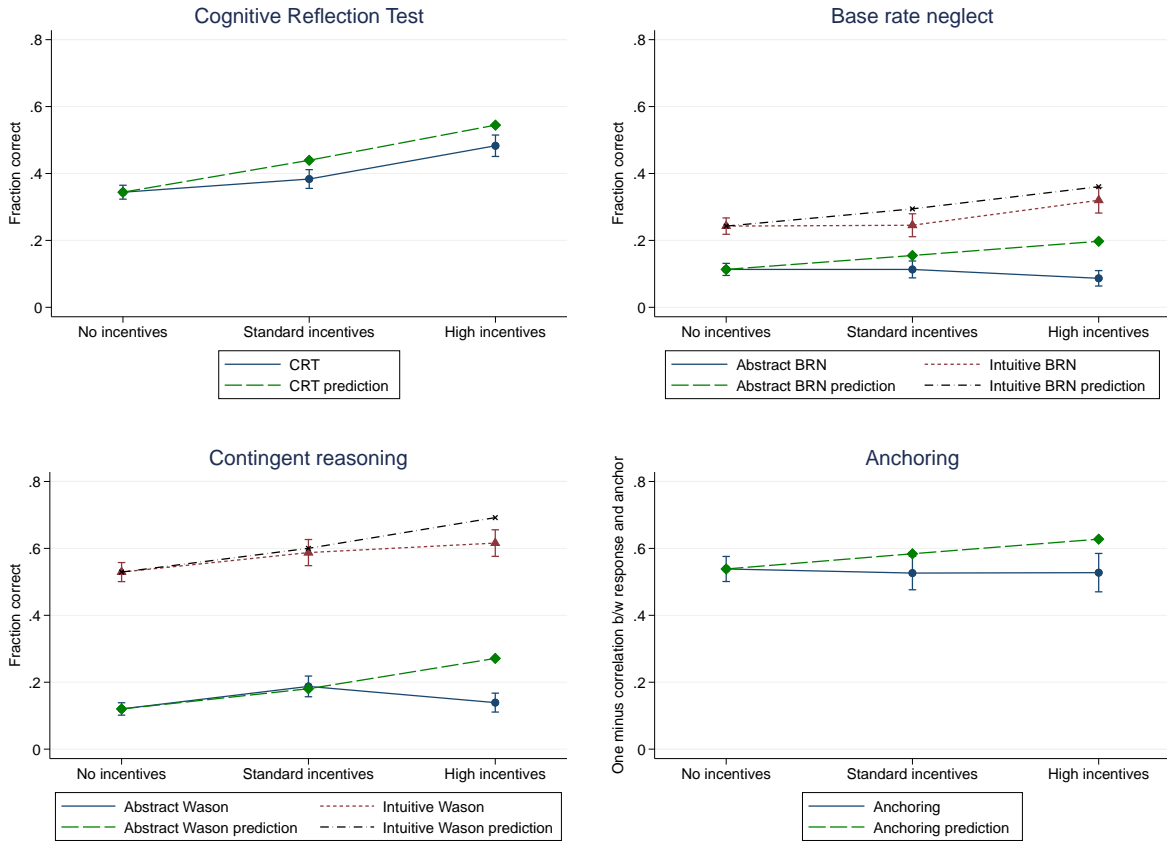 Cognitive Reflection Test
Fraction correct
.8
.6
.4
.2
0
No incentives
Standard incentives
High incentives
CRT
CRT prediction
Base rate neglect
Fraction correct
.8
.6
.4
.2
0
No incentives
Standard incentives
High incentives
Abstract BRN
Intuitive BRN
Abstract BRN prediction
Intuitive BRN prediction
Contingent reasoning
Fraction correct
.8
.6
.4
.2
0
No incentives
Standard incentives
High incentives
Abstract Wason
Intuitive Wason
Abstract Wason prediction
Intuitive Wason prediction
Anchoring
One minus correlation b/w response and anchor
.8
.6
.4
.2
0
No incentives
Standard incentives
High incentives
Anchoring
Anchoring prediction